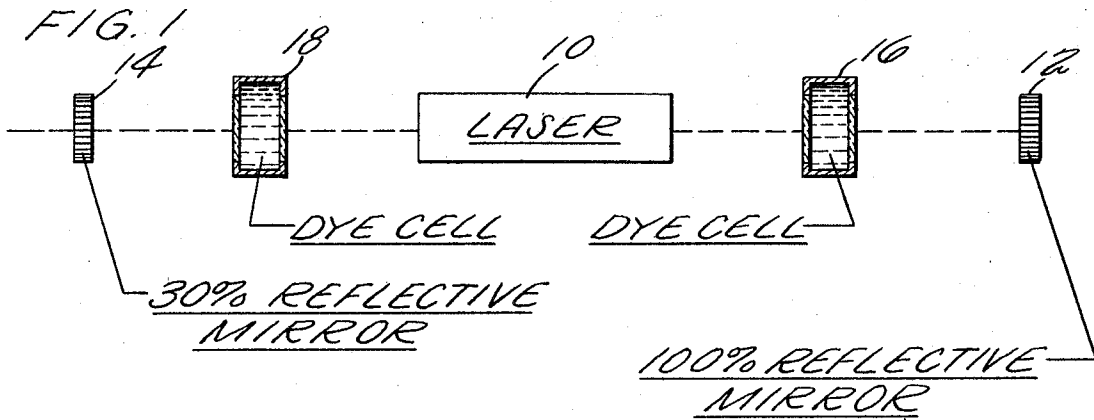 FIG. 1
14
18
10
16
12
LASER
DYE CELL
DYE CELL
30% REFLECTIVE
MIRROR
100% REFLECTIVE
MIRROR